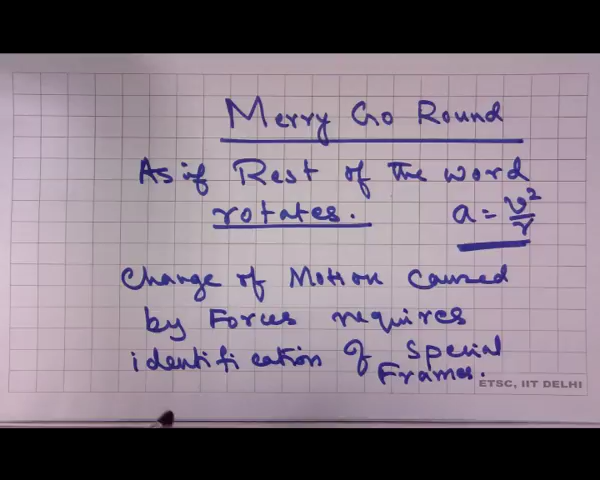 Merry Go Round
As if Rest of the word
rotates. a = v²/r
Change of Motion Caused
by Forces requires
identification of Special
Frames.
ETSC, IIT DELHI